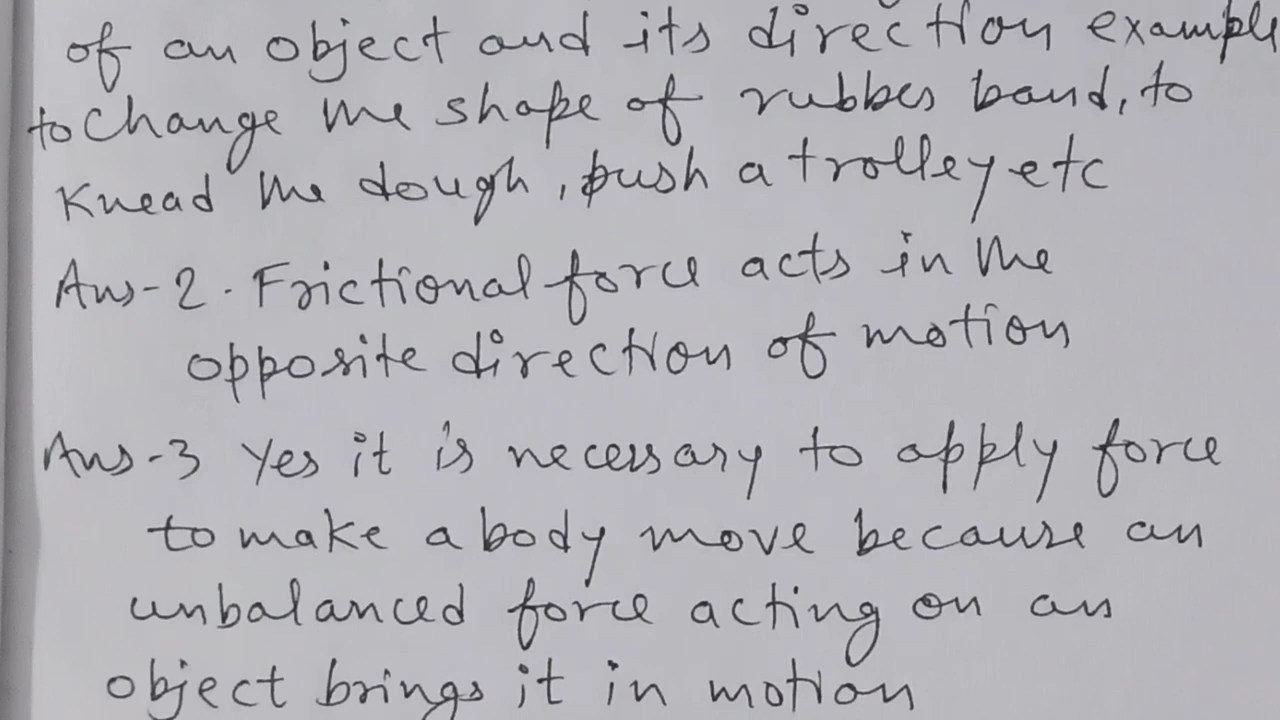 of an object and its direction example
to change the shape of rubber band, to
Knead the dough, push a trolley etc
Ans-2. Frictional force acts in the
opposite direction of motion
Ans-3 Yes it is necessary to apply force
to make a body move because an
unbalanced force acting on an
object brings it in motion